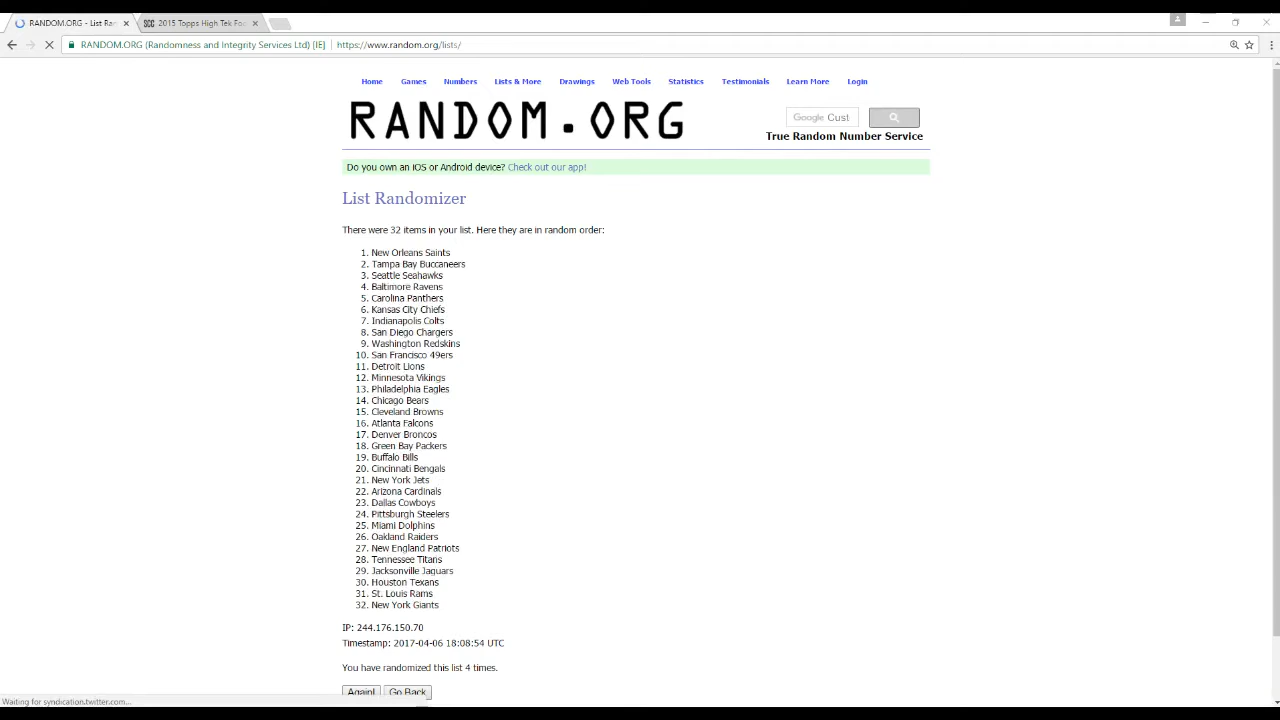 RANDOM.ORG - List Ra
SCC 2015 Topps High Tek Fo
RANDOM.ORG (Randomness and Integrity Services Ltd) [IE] https://www.random.org/lists/
Home Games Numbers Lists & More Drawings Web Tools Statistics Testimonials Learn More Login
RANDOM.ORG
Google Cust
True Random Number Service
Do you own an iOS or Android device? Check out our app!
List Randomizer
There were 32 items in your list. Here they are in random order:
1. New Orleans Saints
2. Tampa Bay Buccaneers
3. Seattle Seahawks
4. Baltimore Ravens
5. Carolina Panthers
6. Kansas City Chiefs
7. Indianapolis Colts
8. San Diego Chargers
9. Washington Redskins
10. San Francisco 49ers
11. Detroit Lions
12. Minnesota Vikings
13. Philadelphia Eagles
14. Chicago Bears
15. Cleveland Browns
16. Atlanta Falcons
17. Denver Broncos
18. Green Bay Packers
19. Buffalo Bills
20. Cincinnati Bengals
21. New York Jets
22. Arizona Cardinals
23. Dallas Cowboys
24. Pittsburgh Steelers
25. Miami Dolphins
26. Oakland Raiders
27. New England Patriots
28. Tennessee Titans
29. Jacksonville Jaguars
30. Houston Texans
31. St. Louis Rams
32. New York Giants
IP: 244.176.150.70
Timestamp: 2017-04-06 18:08:54 UTC
You have randomized this list 4 times.
Again! Go Back
Waiting for syndication.twitter.com...